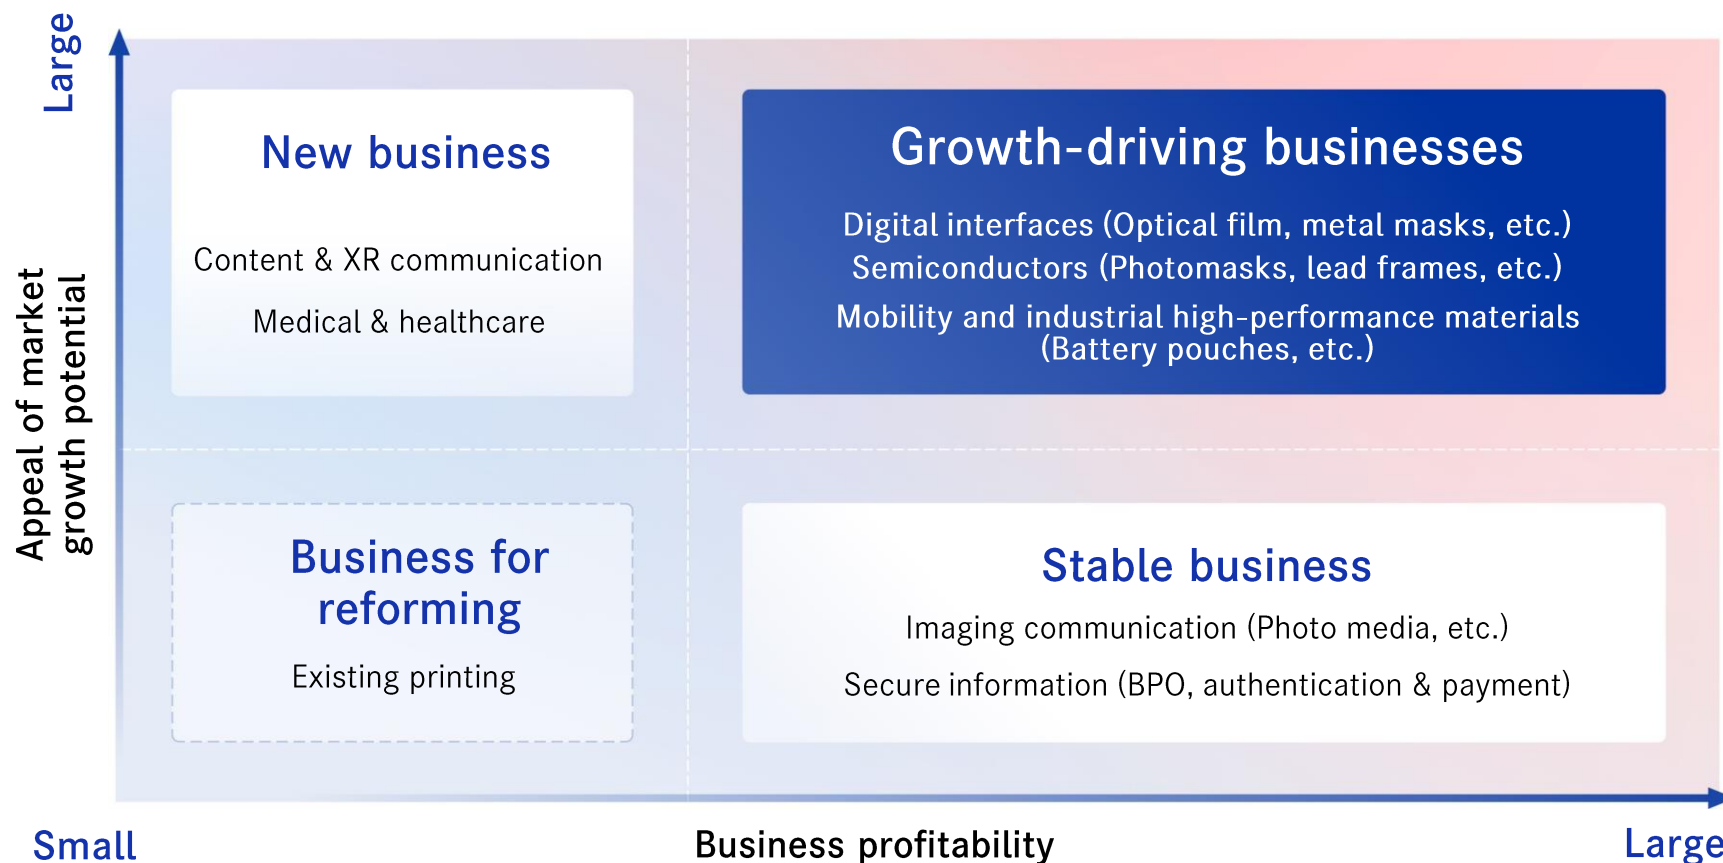 Large
Appeal of market
growth potential
New business
Content & XR communication
Medical & healthcare
Growth-driving businesses
Digital interfaces (Optical film, metal masks, etc.)
Semiconductors (Photomasks, lead frames, etc.)
Mobility and industrial high-performance materials
(Battery pouches, etc.)
Business for
reforming
Existing printing
Stable business
Imaging communication (Photo media, etc.)
Secure information (BPO, authentication & payment)
Small
Business profitability
Large